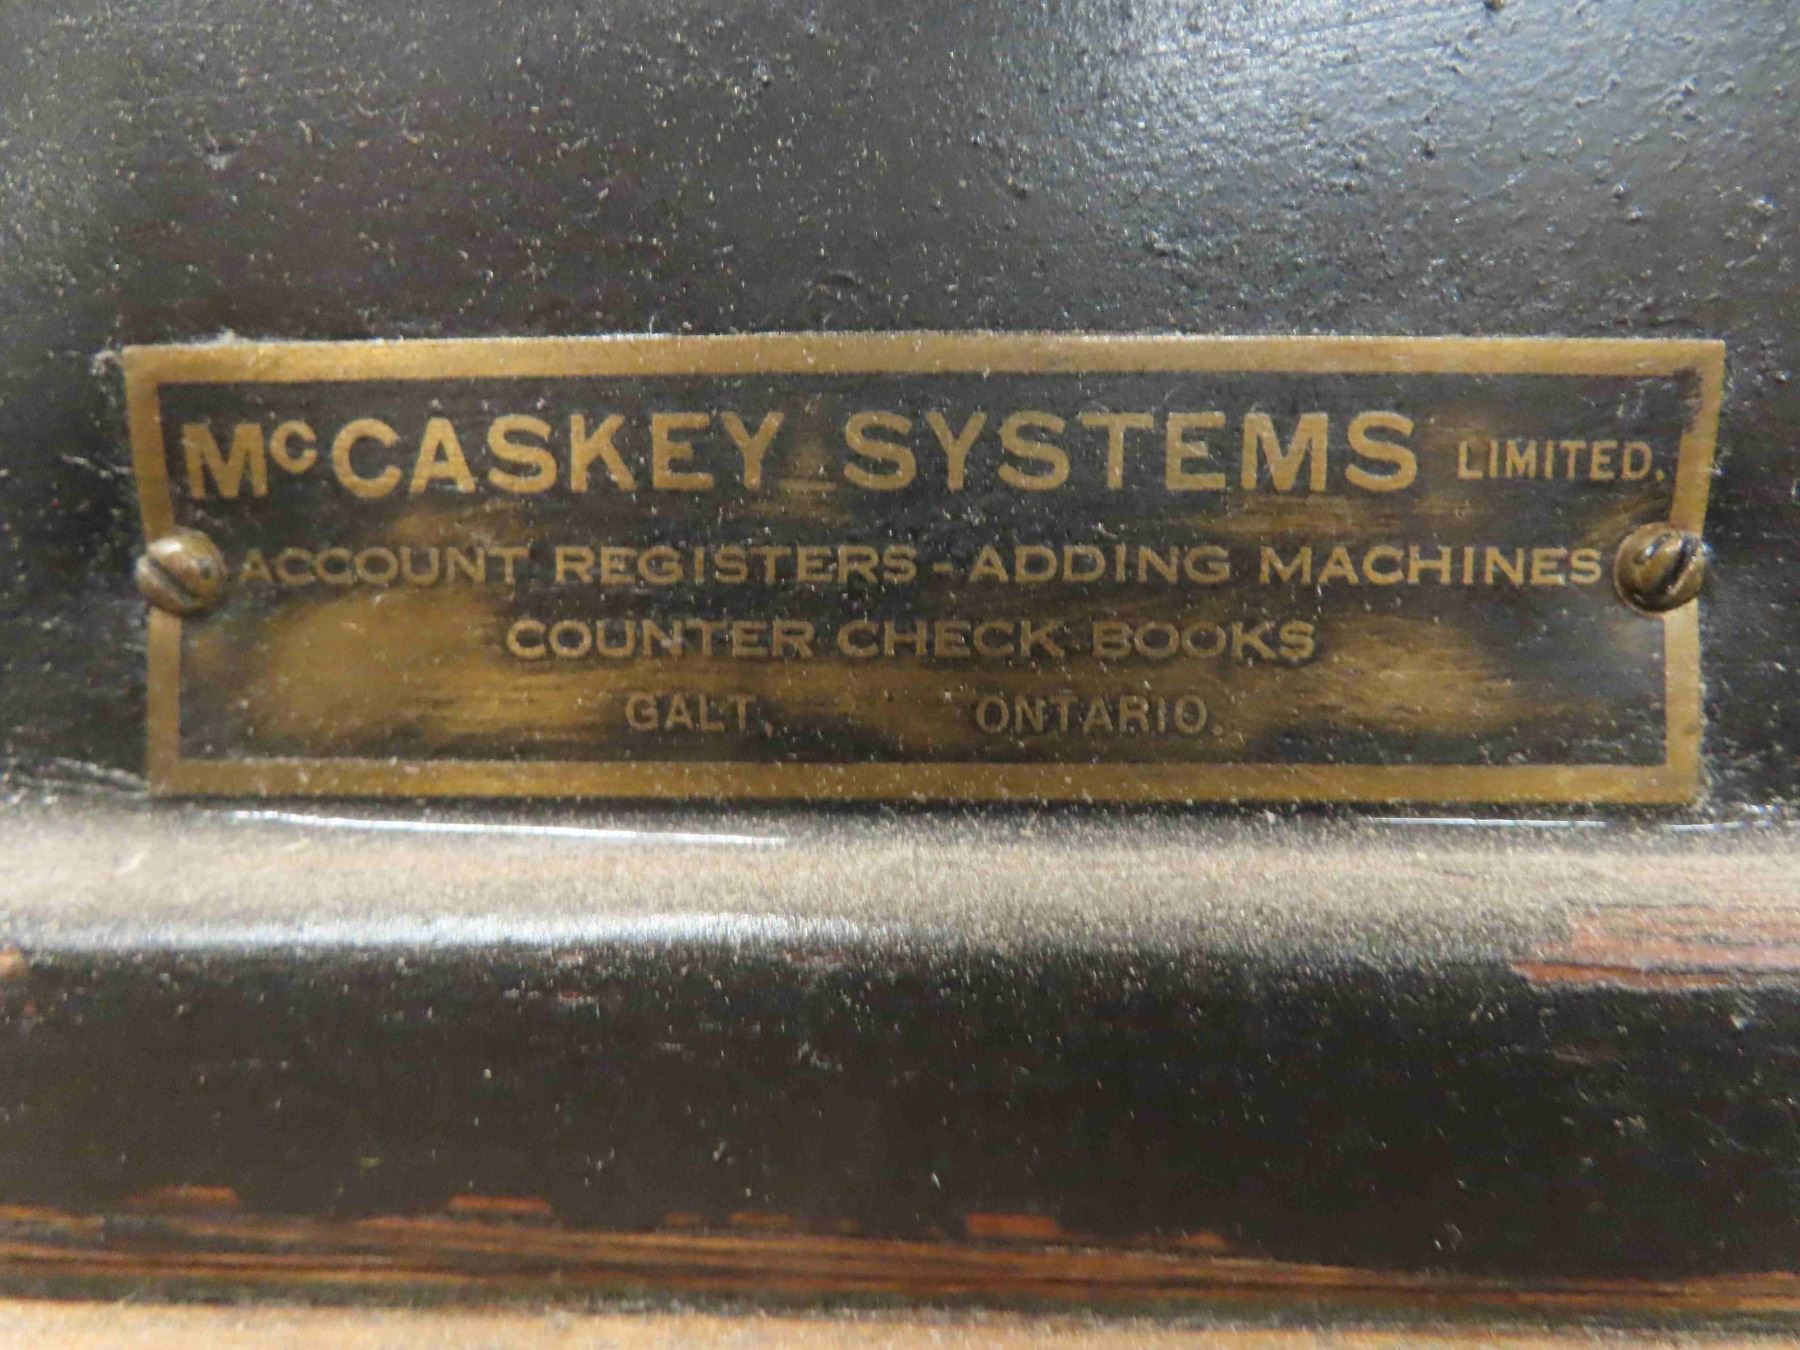 McCASKEY SYSTEMS LIMITED.
ACCOUNT REGISTERS - ADDING MACHINES
COUNTER CHECK BOOKS
GALT, ONTARIO.